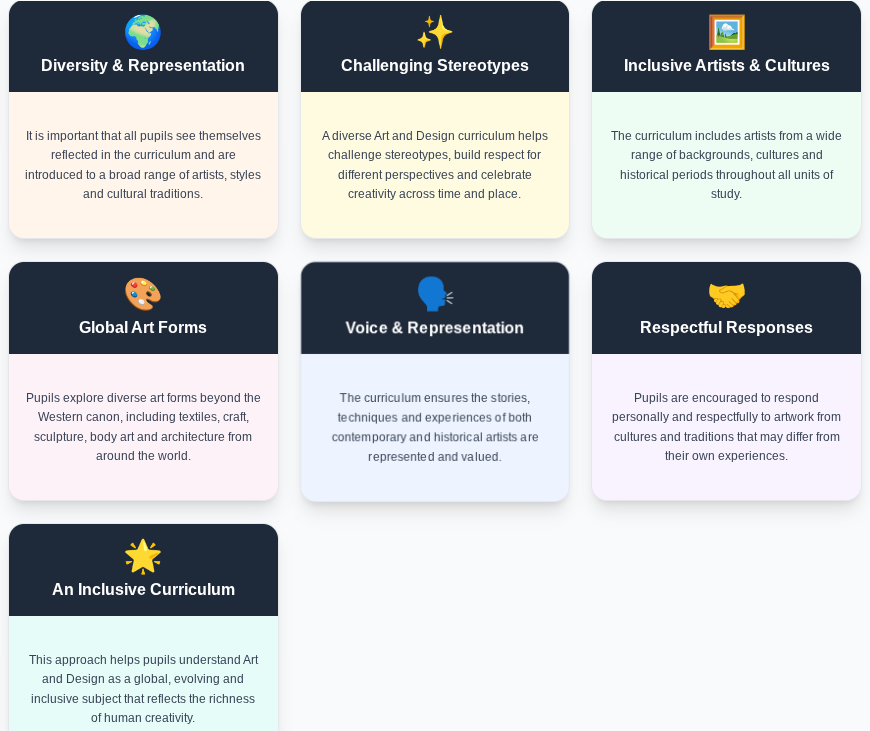 Diversity & Representation
It is important that all pupils see themselves
reflected in the curriculum and are
introduced to a broad range of artists, styles
and cultural traditions.
Challenging Stereotypes
A diverse Art and Design curriculum helps
challenge stereotypes, build respect for
different perspectives and celebrate
creativity across time and place.
Inclusive Artists & Cultures
The curriculum includes artists from a wide
range of backgrounds, cultures and
historical periods throughout all units of
study.
Global Art Forms
Pupils explore diverse art forms beyond the
Western canon, including textiles, craft,
sculpture, body art and architecture from
around the world.
Voice & Representation
The curriculum ensures the stories,
techniques and experiences of both
contemporary and historical artists are
represented and valued.
Respectful Responses
Pupils are encouraged to respond
personally and respectfully to artwork from
cultures and traditions that may differ from
their own experiences.
An Inclusive Curriculum
This approach helps pupils understand Art
and Design as a global, evolving and
inclusive subject that reflects the richness
of human creativity.